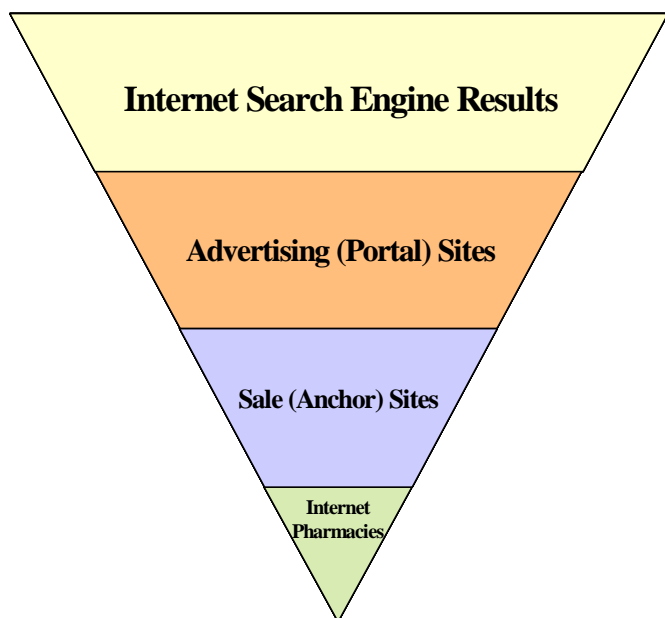 Internet Search Engine Results
Advertising (Portal) Sites
Sale (Anchor) Sites
Internet
Pharmacies